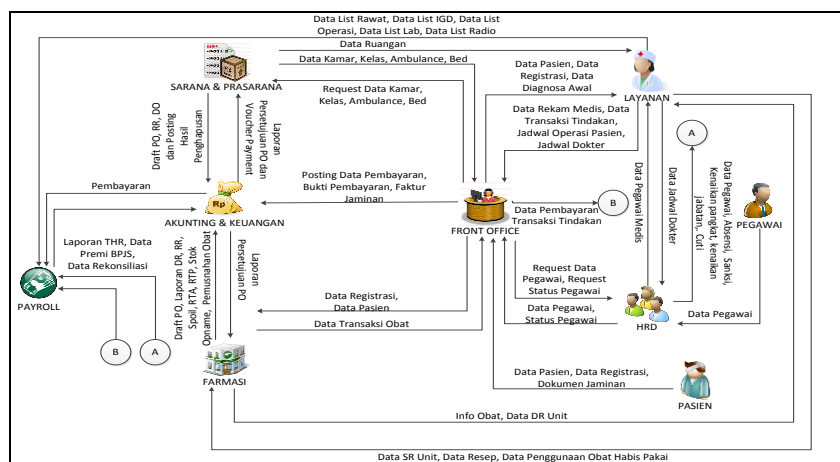 Data List Rawat, Data List IGD, Data List
Operasi, Data List Lab, Data List Radio
Data Ruangan
Data Kamar, Kelas, Ambulance, Bed
SARANA & PRASARANA
Request Data Kamar,
Kelas, Ambulance, Bed
Data Pasien, Data
Registrasi, Data
Diagnosa Awal
LAYANAN
Data Rekam Medis, Data
Transaksi Tindakan,
Jadwal Operasi Pasien,
Jadwal Dokter
A
Draft PO, RR, DO
dan Posting
Hasil
Penghapusan
Laporan
Persetujuan PO dan
Voucher Payment
Pembayaran
Posting Data Pembayaran,
Bukti Pembayaran, Faktur
Jaminan
Rp
AKUNTING & KEUANGAN
FRONT OFFICE
B
Data Pembayaran
Transaksi Tindakan
Data Pegawai Medis
Data Jadwal Dokter
Data Pegawai, Absensi, Sanksi,
Kenaikan pangkat, kenaikan
Jabatan,. Cuti
PEGAWAI
Laporan THR, Data
Premi BPJS,
Data Rekonsiliasi
PAYROLL
Draft PO, Laporan DR, RR,
Spoil, RTA, RTP, Stok
Opname, Pemusnahan Obat
Laporan
Persetujuan PO
Request Data
Pegawai, Request
Status Pegawai
Data Registrasi,
Data Pasien
Data Transaksi Obat
Data Pegawai,
Status Pegawai
HRD
Data Pegawai
B
A
FARMASI
Data Pasien, Data Registrasi,
Dokumen Jaminan
PASIEN
Info Obat, Data DR Unit
Data SR Unit, Data Resep, Data Penggunaan Obat Habis Pakai